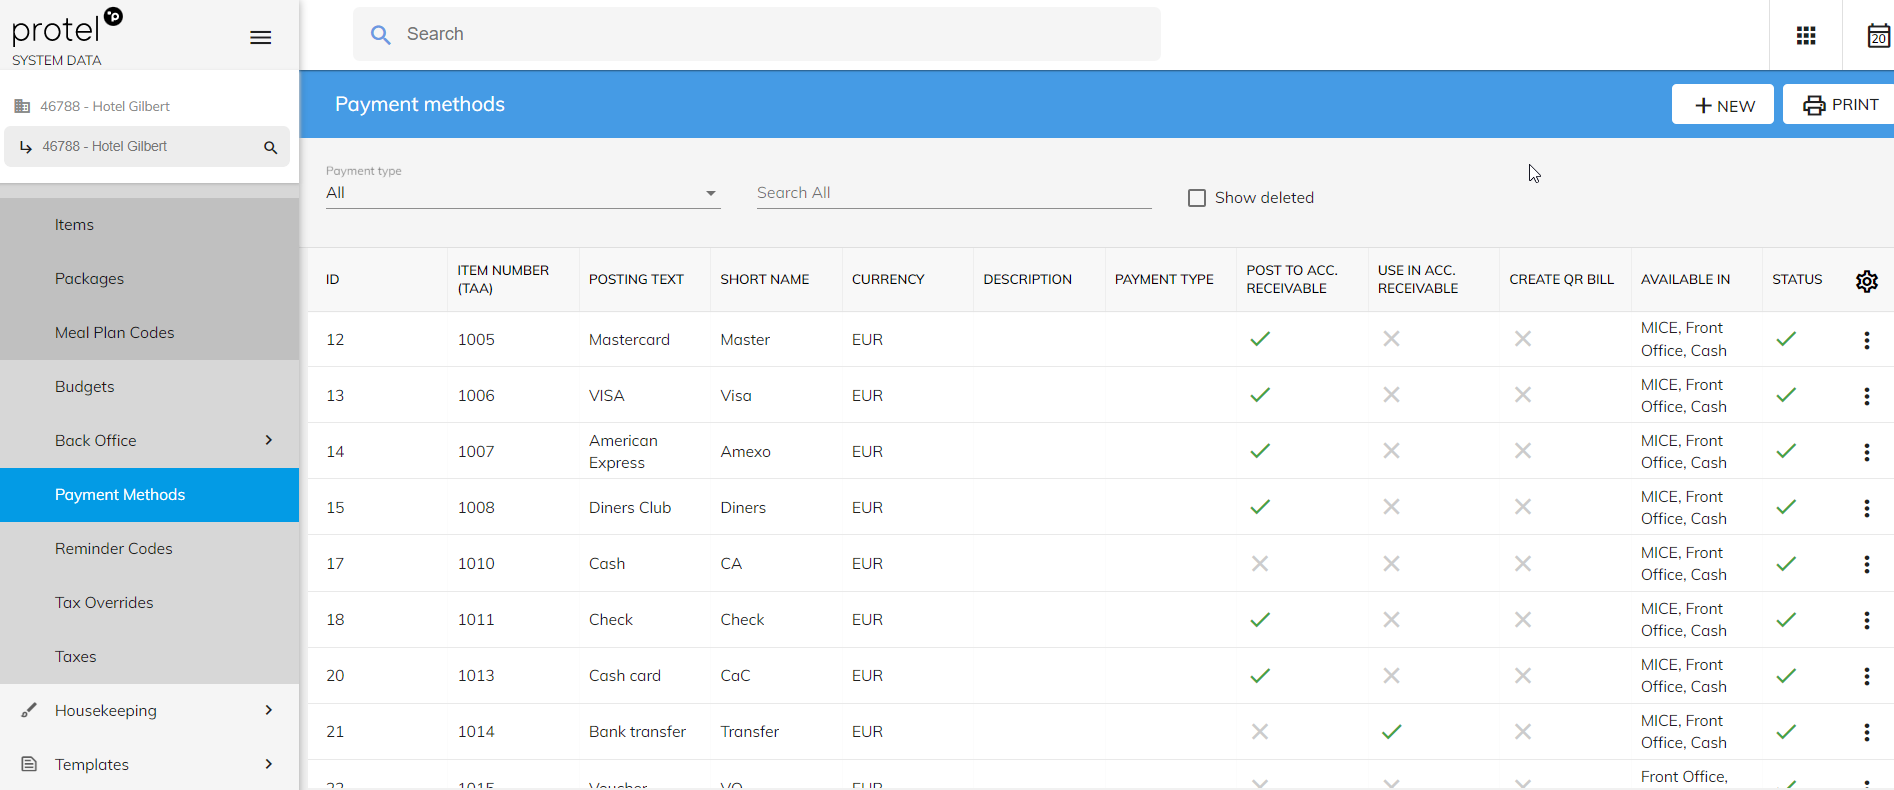 protel
SYSTEM DATA
46788 - Hotel Gilbert
46788 - Hotel Gilbert
Items
Packages
Meal Plan Codes
Budgets
Back Office
Payment Methods
Reminder Codes
Tax Overrides
Taxes
Housekeeping
Templates
Search
20
Payment methods
NEW
PRINT
Payment type
All
Search All
Show deleted
ID
ITEM NUMBER
(TAA)
POSTING TEXT
SHORT NAME
CURRENCY
DESCRIPTION
PAYMENT TYPE
POST TO ACC.
RECEIVABLE
USE IN ACC.
RECEIVABLE
CREATE QR BILL
AVAILABLE IN
STATUS
12
1005
Mastercard
Master
EUR
MICE, Front
Office, Cash
13
1006
VISA
Visa
EUR
MICE, Front
Office, Cash
14
1007
American
Express
Amexo
EUR
MICE, Front
Office, Cash
15
1008
Diners Club
Diners
EUR
MICE, Front
Office, Cash
17
1010
Cash
CA
EUR
MICE, Front
Office, Cash
18
1011
Check
Check
EUR
MICE, Front
Office, Cash
20
1013
Cash card
CaC
EUR
MICE, Front
Office, Cash
21
1014
Bank transfer
Transfer
EUR
MICE, Front
Office, Cash
22
1015
Voucher
VO
EUR
Front Office,